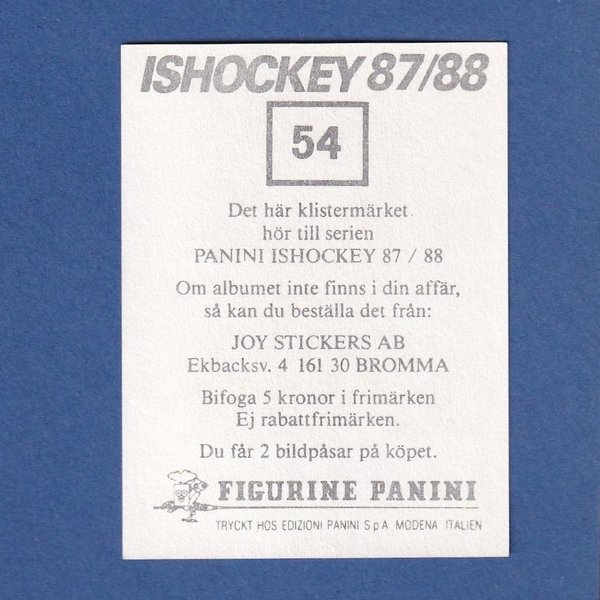 ISHOCKEY 87/88
54
Det här klistermärket
hör till serien
PANINI ISHOCKEY 87 / 88
Om albumet inte finns i din affär,
så kan du beställa det från:
JOY STICKERS AB
Ekbacksv. 4 161 30 BROMMA
Bifoga 5 kronor i frimärken
Ej rabattfrimärken.
Du får 2 bildpåsar på köpet.
FIGURINE PANINI
TRYCKT HOS EDIZIONI PANINI S p A MODENA ITALIEN